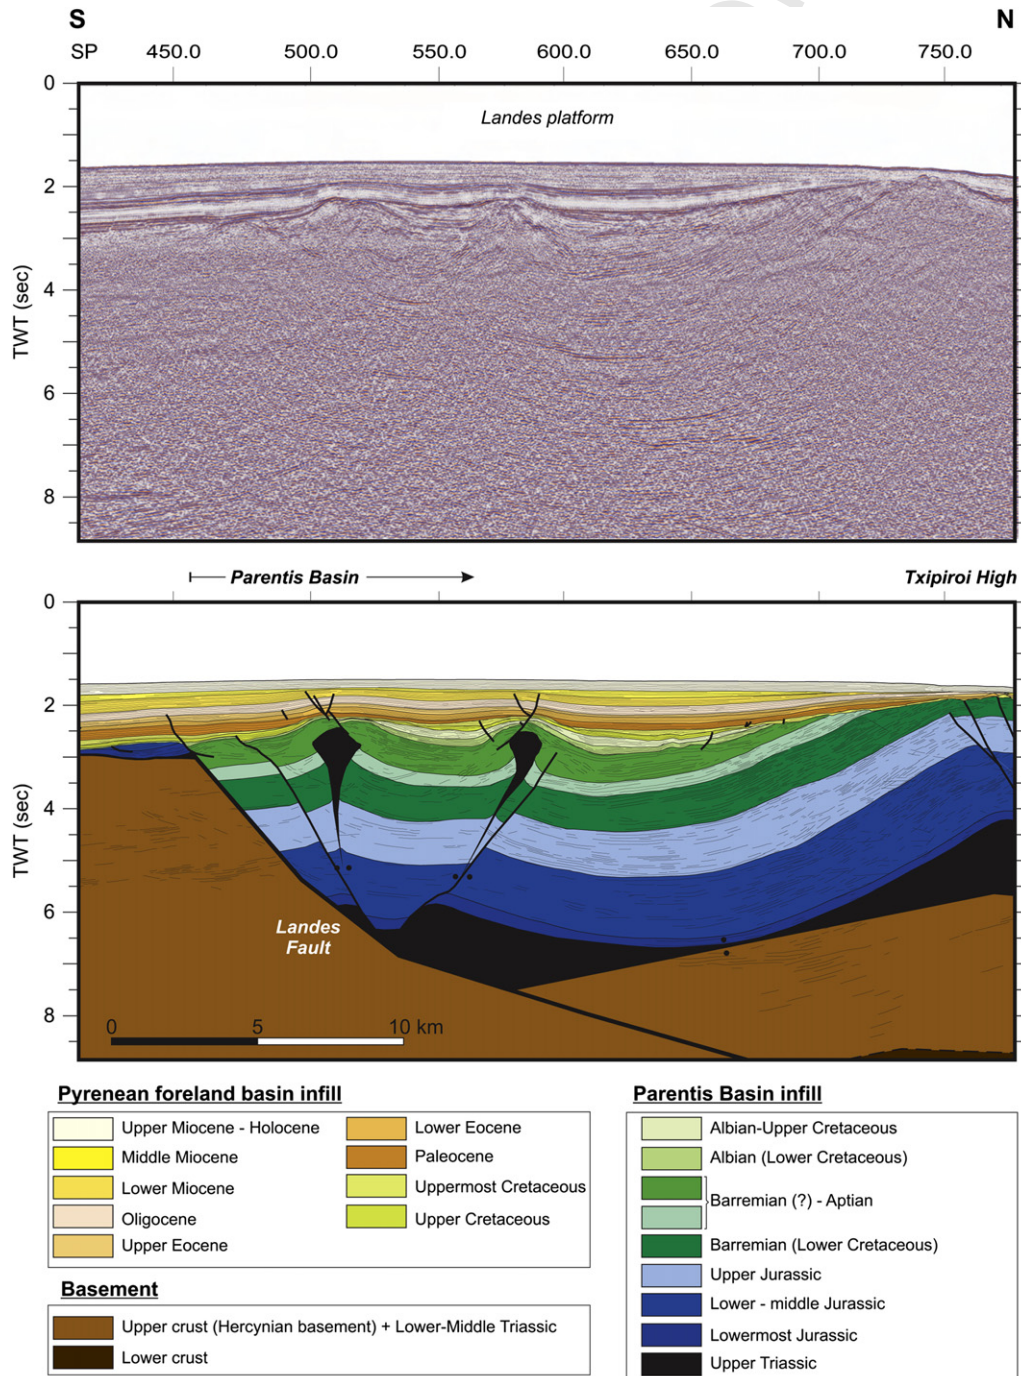 S N
SP 450.0 500.0 550.0 600.0 650.0 700.0 750.0
0
Landes platform
2
4
TWT (sec)
6
8
Parentis Basin Txipiroi High
0
2
4
TWT (sec)
6
Landes
Fault
8
0 5 10 km
Pyrenean foreland basin infill
Upper Miocene - Holocene
Middle Miocene
Lower Miocene
Oligocene
Upper Eocene
Lower Eocene
Paleocene
Uppermost Cretaceous
Upper Cretaceous
Basement
Upper crust (Hercynian basement) + Lower-Middle Triassic
Lower crust
Parentis Basin infill
Albian-Upper Cretaceous
Albian (Lower Cretaceous)
Barremian (?) - Aptian
Barremian (Lower Cretaceous)
Upper Jurassic
Lower - middle Jurassic
Lowermost Jurassic
Upper Triassic